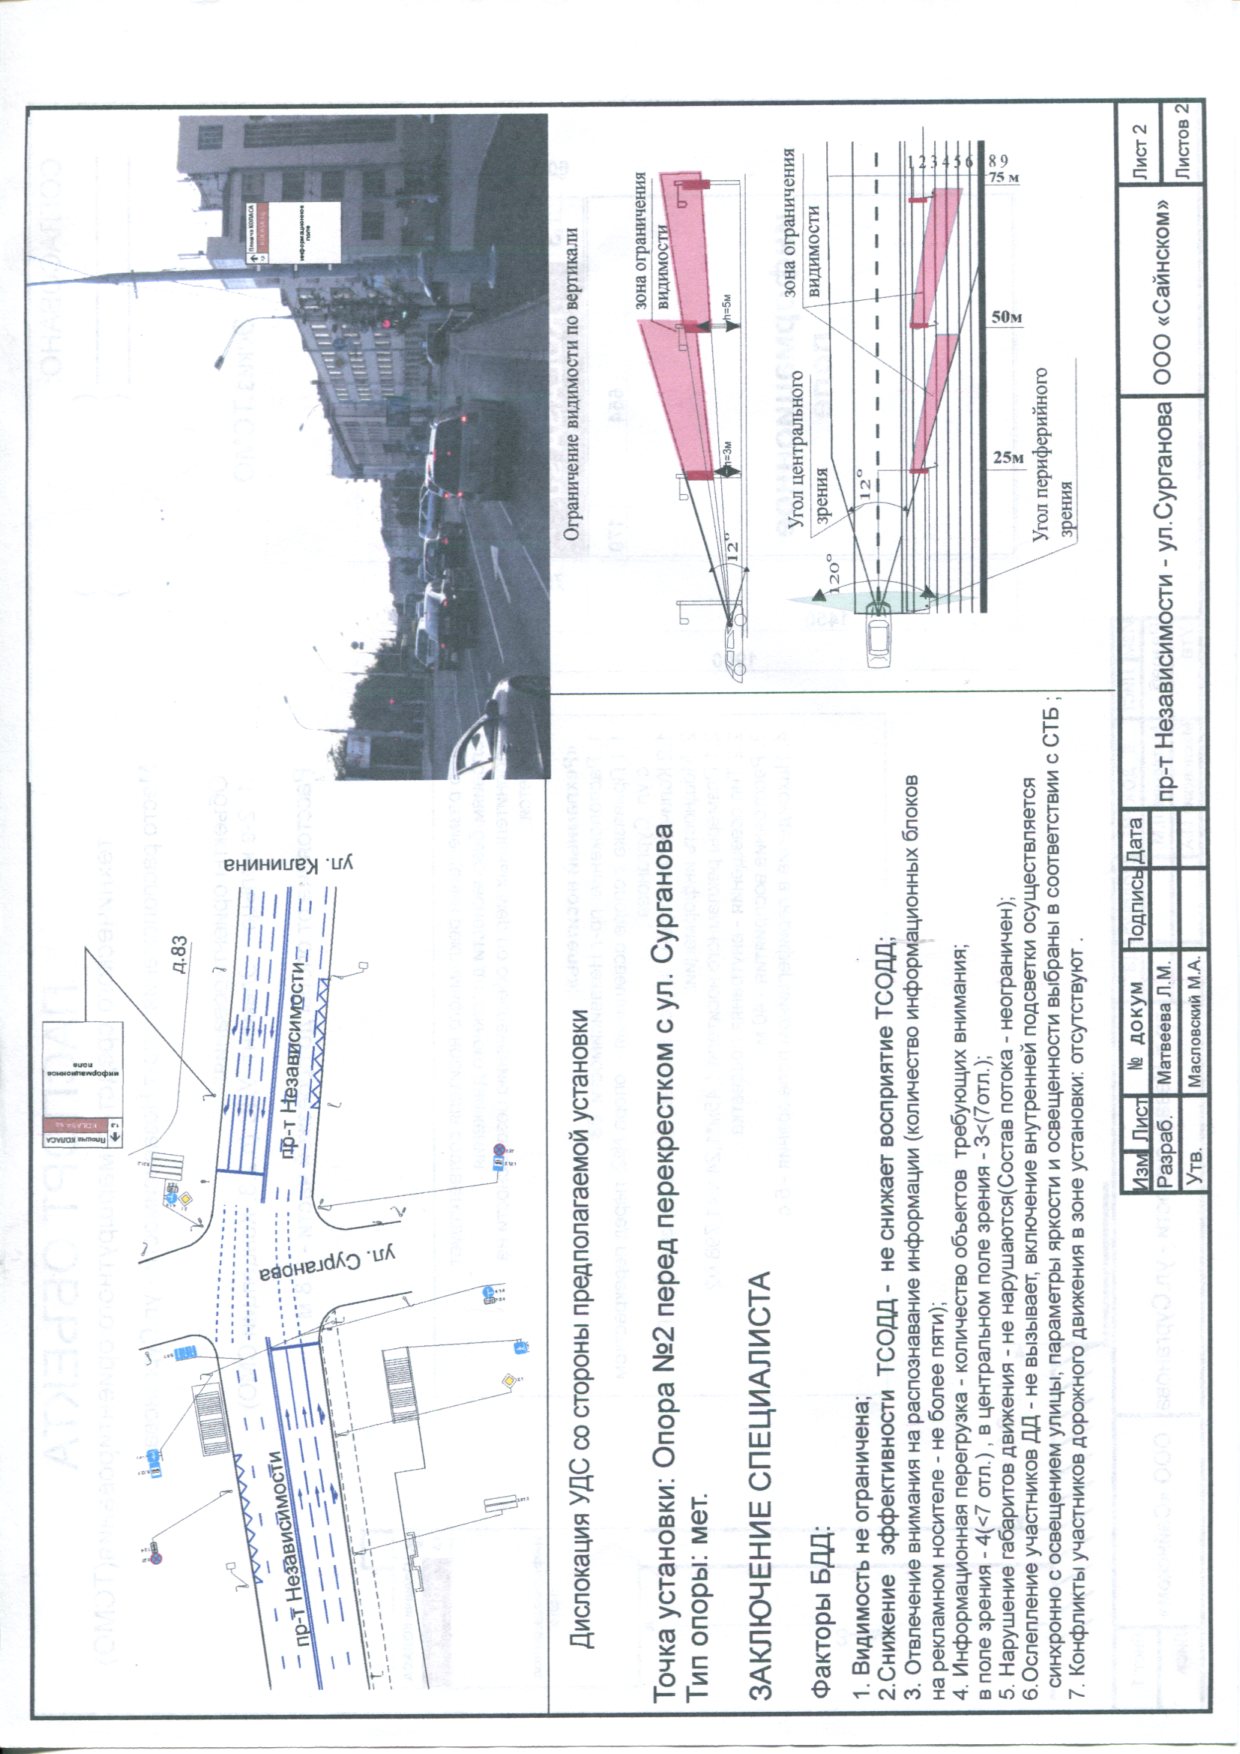 ул. Калинина
д.83
информационное
поле
Площа КОЛАСА
KOLASA sq
пр-т Независимости
ул. Сурганова
пр-т Независимости
Площа КОЛАСА
информационное
поле
Дислокация УДС со стороны предполагаемой установки
Точка установки: Опора №2 перед перекрестком с ул. Сурганова
Тип опоры: мет.
ЗАКЛЮЧЕНИЕ СПЕЦИАЛИСТА
Факторы БДД:
1. Видимость не ограничена;
2.Снижение эффективности ТСОДД - не снижает восприятие ТСОДД;
3. Отвлечение внимания на распознавание информации (количество информационных блоков
на рекламном носителе - не более пяти);
4. Информационная перегрузка - количество объектов требующих внимания;
в поле зрения - 4(<7 отл.) , в центральном поле зрения - 3<(7отл.);
5. Нарушение габаритов движения - не нарушаются(Состав потока - неограничен);
6.Ослепление участников ДД - не вызывает, включение внутренней подсветки осуществляется
синхронно с освещением улицы, параметры яркости и освещенности выбраны в соответствии с СТБ ;
7. Конфликты участников дорожного движения в зоне установки: отсутствуют .
Ограничение видимости по вертикали
зона ограничения
видимости
h=3м
h=5м
12°
Угол центрального
зрения
зона ограничения
видимости
120°
12°
1 2 3 4 5 6 8 9
25м
50м
75 м
Угол периферийного
зрения
Изм Лист № докум Подпись Дата
Разраб. Матвеева Л.М.
Утв. Масловский М.А.
пр-т Независимости - ул.Сурганова
ООО «Сайнском»
Лист 2
Листов 2